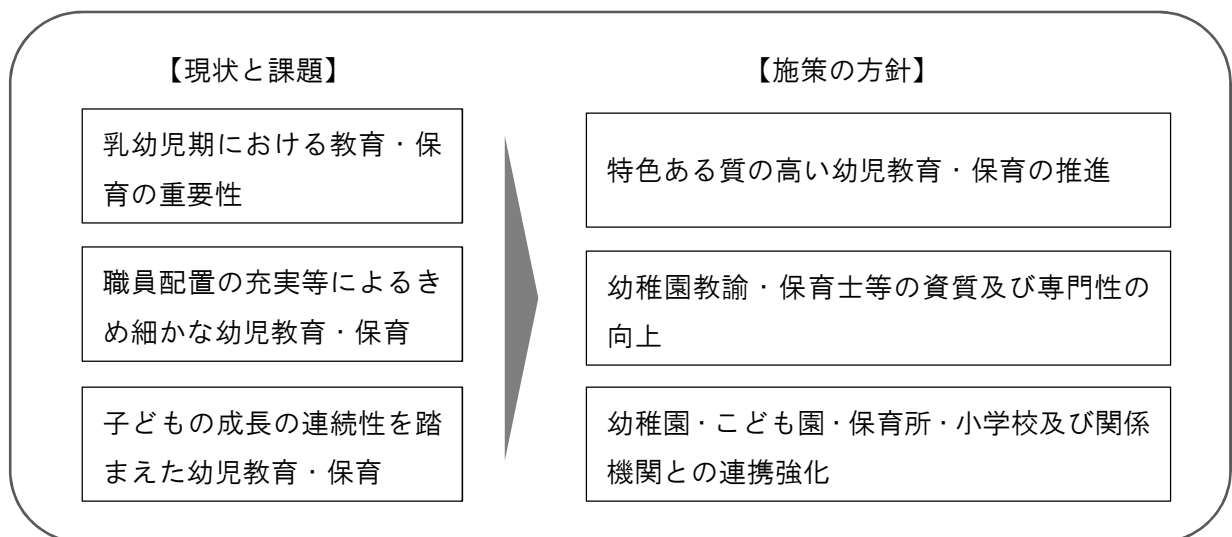 【現状と課題】
乳幼児期における教育・保
育の重要性
職員配置の充実等によるき
め細かな幼児教育・保育
子どもの成長の連続性を踏
まえた幼児教育・保育
【施策の方針】
特色ある質の高い幼児教育・保育の推進
幼稚園教諭・保育士等の資質及び専門性の
向上
幼稚園・こども園・保育所・小学校及び関係
機関との連携強化